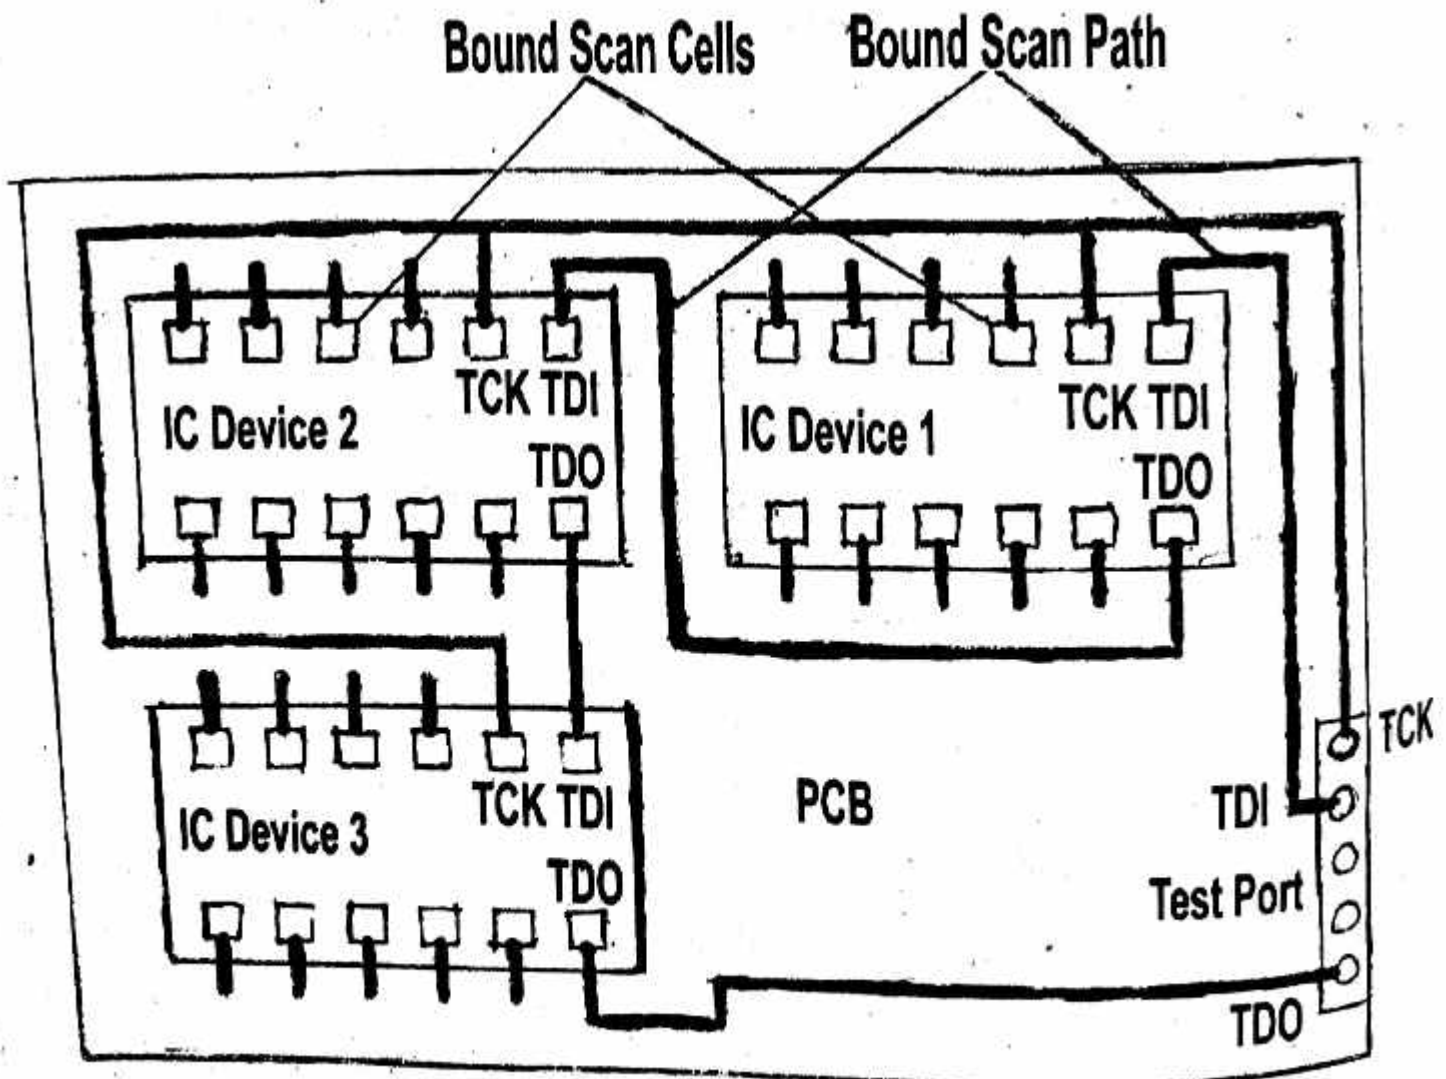 Bound Scan Cells
Bound Scan Path
TCK TDI
IC Device 2
TDO
TCK TDI
IC Device 1
TDO
TCK
TCK TDI
IC Device 3
TDO
PCB
TDI
Test Port
TDO